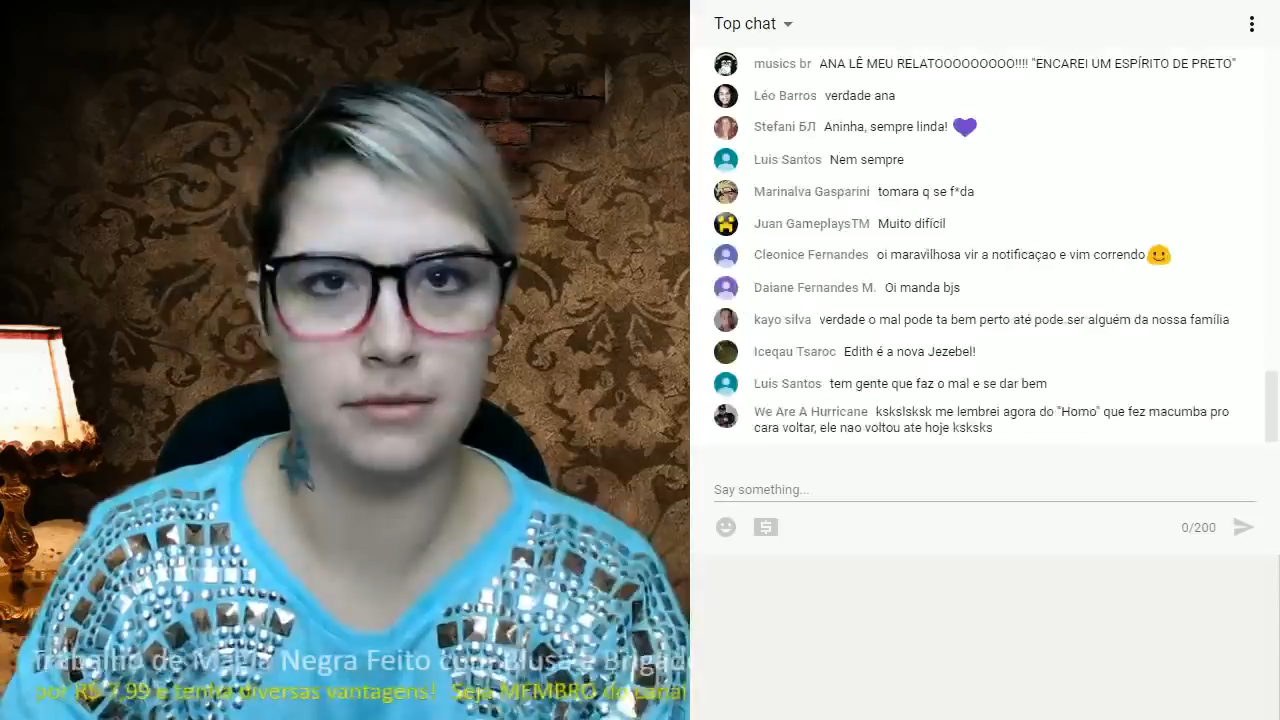 Top chat
musics br ANA LÊ MEU RELATOOOOOOOOO!!!! "ENCAREI UM ESPÍRITO DE PRETO"
Léo Barros verdade ana
Stefani БЛ Aninha, sempre linda!
Luis Santos Nem sempre
Marinalva Gasparini tomara q se f*da
Juan GameplaysTM Muito difícil
Cleonice Fernandes oi maravilhosa vir a notificaçao e vim correndo
Daiane Fernandes M. Oi manda bjs
kayo silva verdade o mal pode ta bem perto até pode ser alguém da nossa família
Iceqau Tsaroc Edith é a nova Jezebel!
Luis Santos tem gente que faz o mal e se dar bem
We Are A Hurricane kskslsksk me lembrei agora do "Homo" que fez macumba pro
cara voltar, ele nao voltou ate hoje ksksks
Say something...
0/200
Trabalho de Magia Negra Feito com Blusa e Brigade
por R$ 7,99 e tenha diversas vantagens! Seja MEMBRO do canal